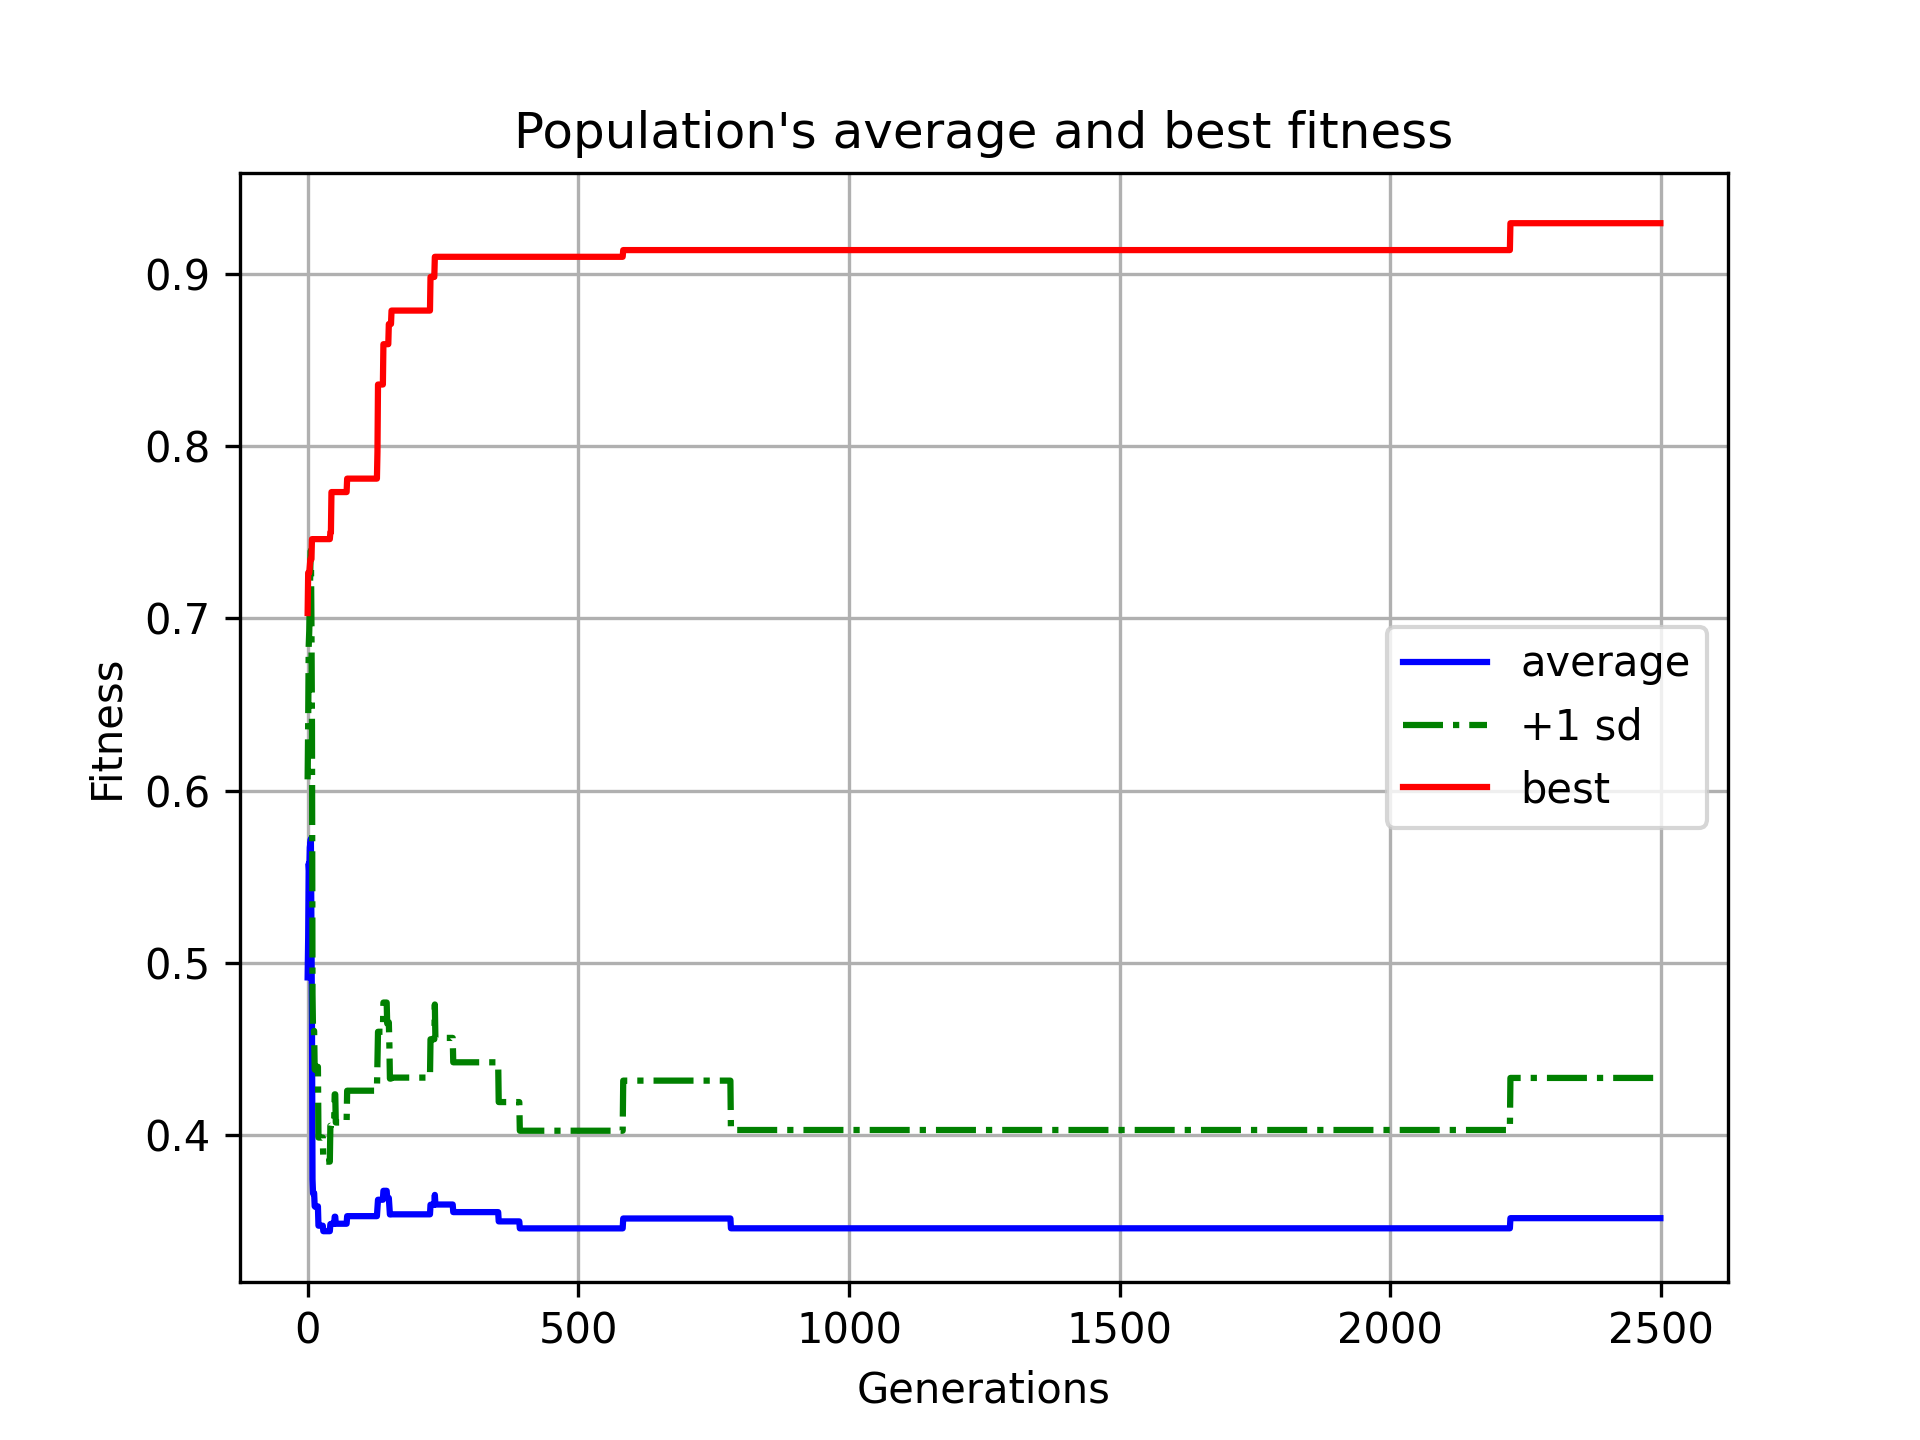 Population's average and best fitness
0.9
0.8
0.7
0.6
0.5
0.4
Fitness
average
+1 sd
best
0 500 1000 1500 2000 2500
Generations